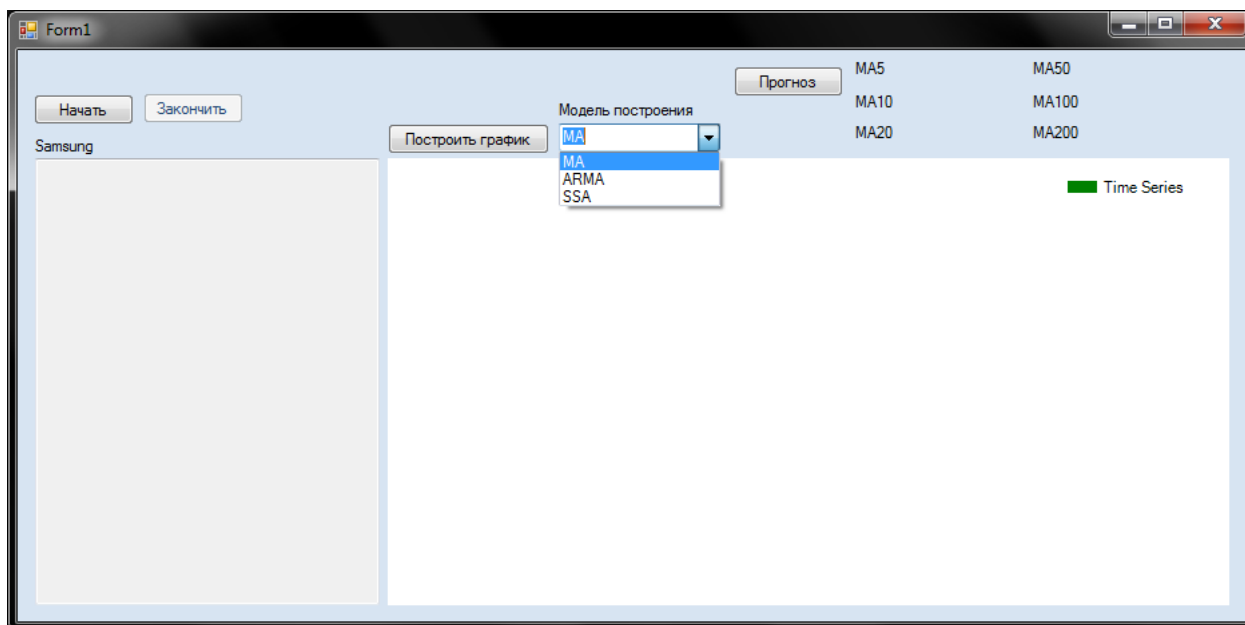 Form1
Прогноз
MA5
MA50
Начать
Закончить
Модель построения
MA10
MA100
Samsung
Построить график
MA
MA20
MA200
MA
ARMA
SSA
Time Series